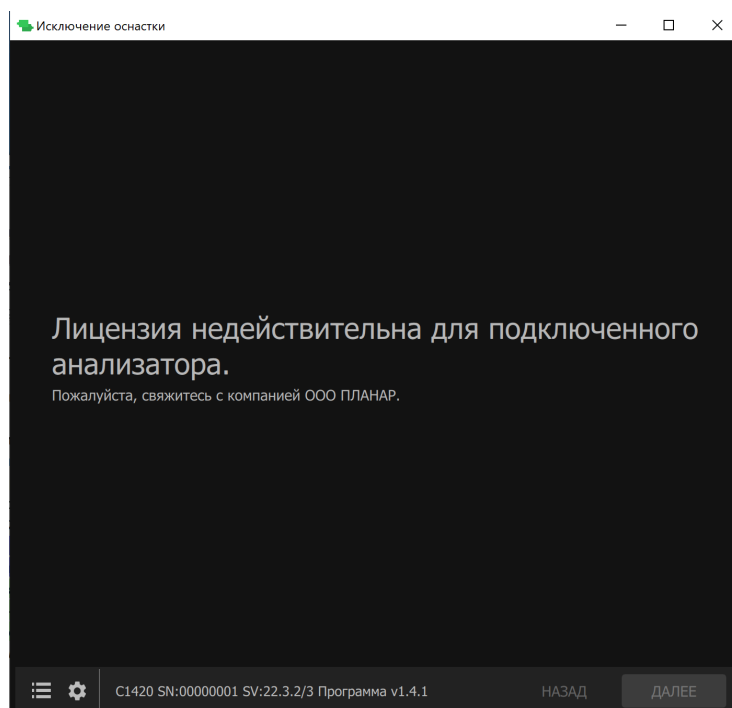 Исключение оснастки
Лицензия недействительна для подключенного
анализатора.
Пожалуйста, свяжитесь с компанией ООО ПЛАНАР.
C1420 SN:00000001 SV:22.3.2/3 Программа v1.4.1
НАЗАД
ДАЛЕЕ